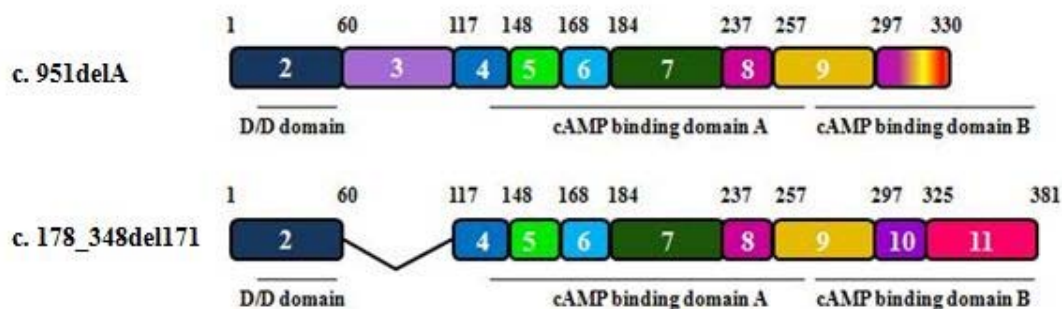 1 60 117 148 168 184 237 257 297 330
c. 951delA 2 3 4 5 6 7 8 9
D/D domain cAMP binding domain A cAMP binding domain B
1 60 117 148 168 184 237 257 297 325 381
c. 178_348del171 2 4 5 6 7 8 9 10 11
D/D domain cAMP binding domain A cAMP binding domain B